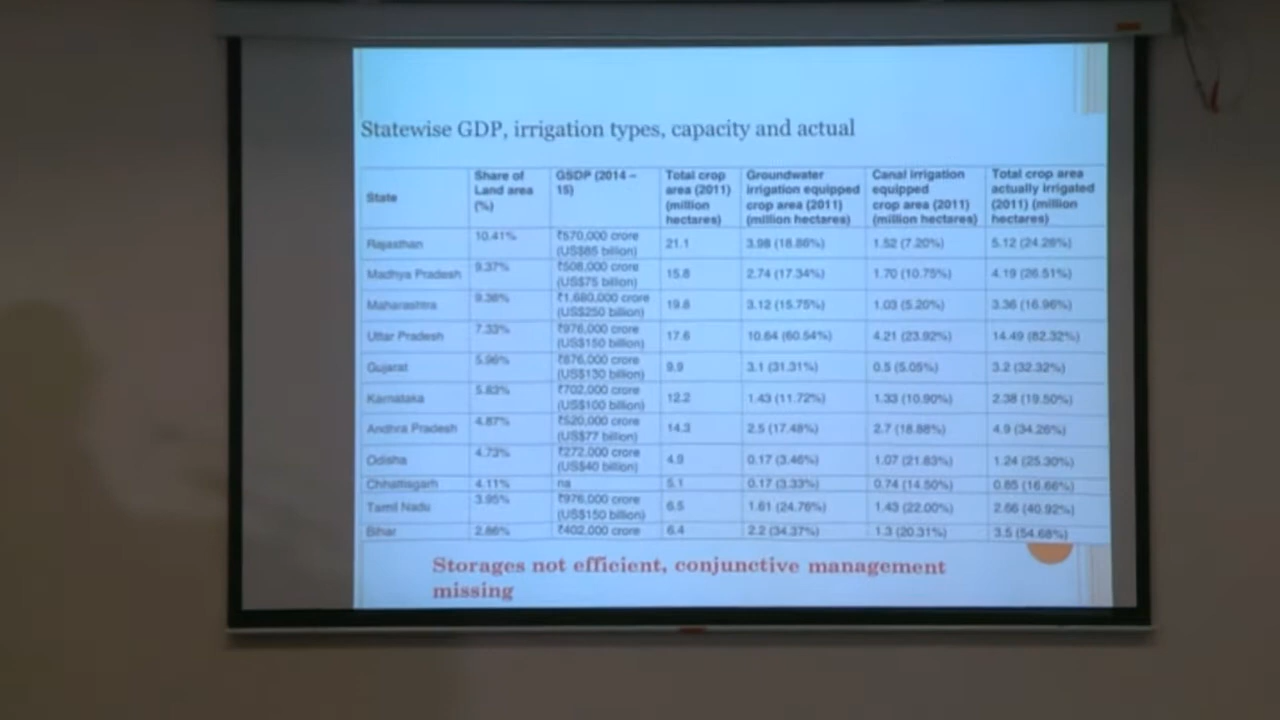 Statewise GDP, irrigation types, capacity and actual
State | Share of Land area (%) | GSDP (2014 – 15) | Total crop area (2011) (million hectares) | Groundwater irrigation equipped crop area (2011) (million hectares) | Canal irrigation equipped crop area (2011) (million hectares) | Total crop area actually irrigated (2011) (million hectares)
Rajasthan | 10.41% | ₹570,000 crore (US$85 billion) | 21.1 | 3.98 (18.86%) | 1.52 (7.20%) | 5.12 (24.26%)
Madhya Pradesh | 9.37% | ₹508,000 crore (US$75 billion) | 15.8 | 2.74 (17.34%) | 1.70 (10.75%) | 4.19 (26.51%)
Maharashtra | 9.36% | ₹1,680,000 crore (US$250 billion) | 19.8 | 3.12 (15.75%) | 1.03 (5.20%) | 3.36 (16.96%)
Uttar Pradesh | 7.33% | ₹976,000 crore (US$150 billion) | 17.6 | 10.64 (60.54%) | 4.21 (23.92%) | 14.49 (82.32%)
Gujarat | 5.96% | ₹876,000 crore (US$130 billion) | 9.9 | 3.1 (31.31%) | 0.5 (5.05%) | 3.2 (32.32%)
Karnataka | 5.83% | ₹702,000 crore (US$100 billion) | 12.2 | 1.43 (11.72%) | 1.33 (10.90%) | 2.38 (19.50%)
Andhra Pradesh | 4.87% | ₹520,000 crore (US$77 billion) | 14.3 | 2.5 (17.48%) | 2.7 (18.88%) | 4.9 (34.26%)
Odisha | 4.73% | ₹272,000 crore (US$40 billion) | 4.9 | 0.17 (3.46%) | 1.07 (21.83%) | 1.24 (25.30%)
Chhattisgarh | 4.11% | na | 5.1 | 0.17 (3.33%) | 0.74 (14.50%) | 0.85 (16.66%)
Tamil Nadu | 3.95% | ₹976,000 crore (US$150 billion) | 6.5 | 1.61 (24.76%) | 1.43 (22.00%) | 2.66 (40.92%)
Bihar | 2.86% | ₹402,000 crore | 6.4 | 2.2 (34.37%) | 1.3 (20.31%) | 3.5 (54.68%)
Storages not efficient, conjunctive management
missing